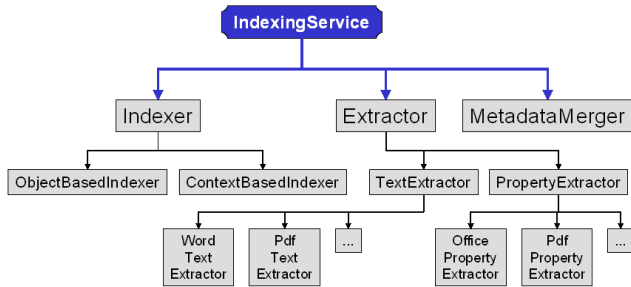 IndexingService
Indexer
Extractor
MetadataMerger
ObjectBasedIndexer
ContextBasedIndexer
TextExtractor
PropertyExtractor
Word
Text
Extractor
Pdf
Text
Extractor
...
Office
Property
Extractor
Pdf
Property
Extractor
...